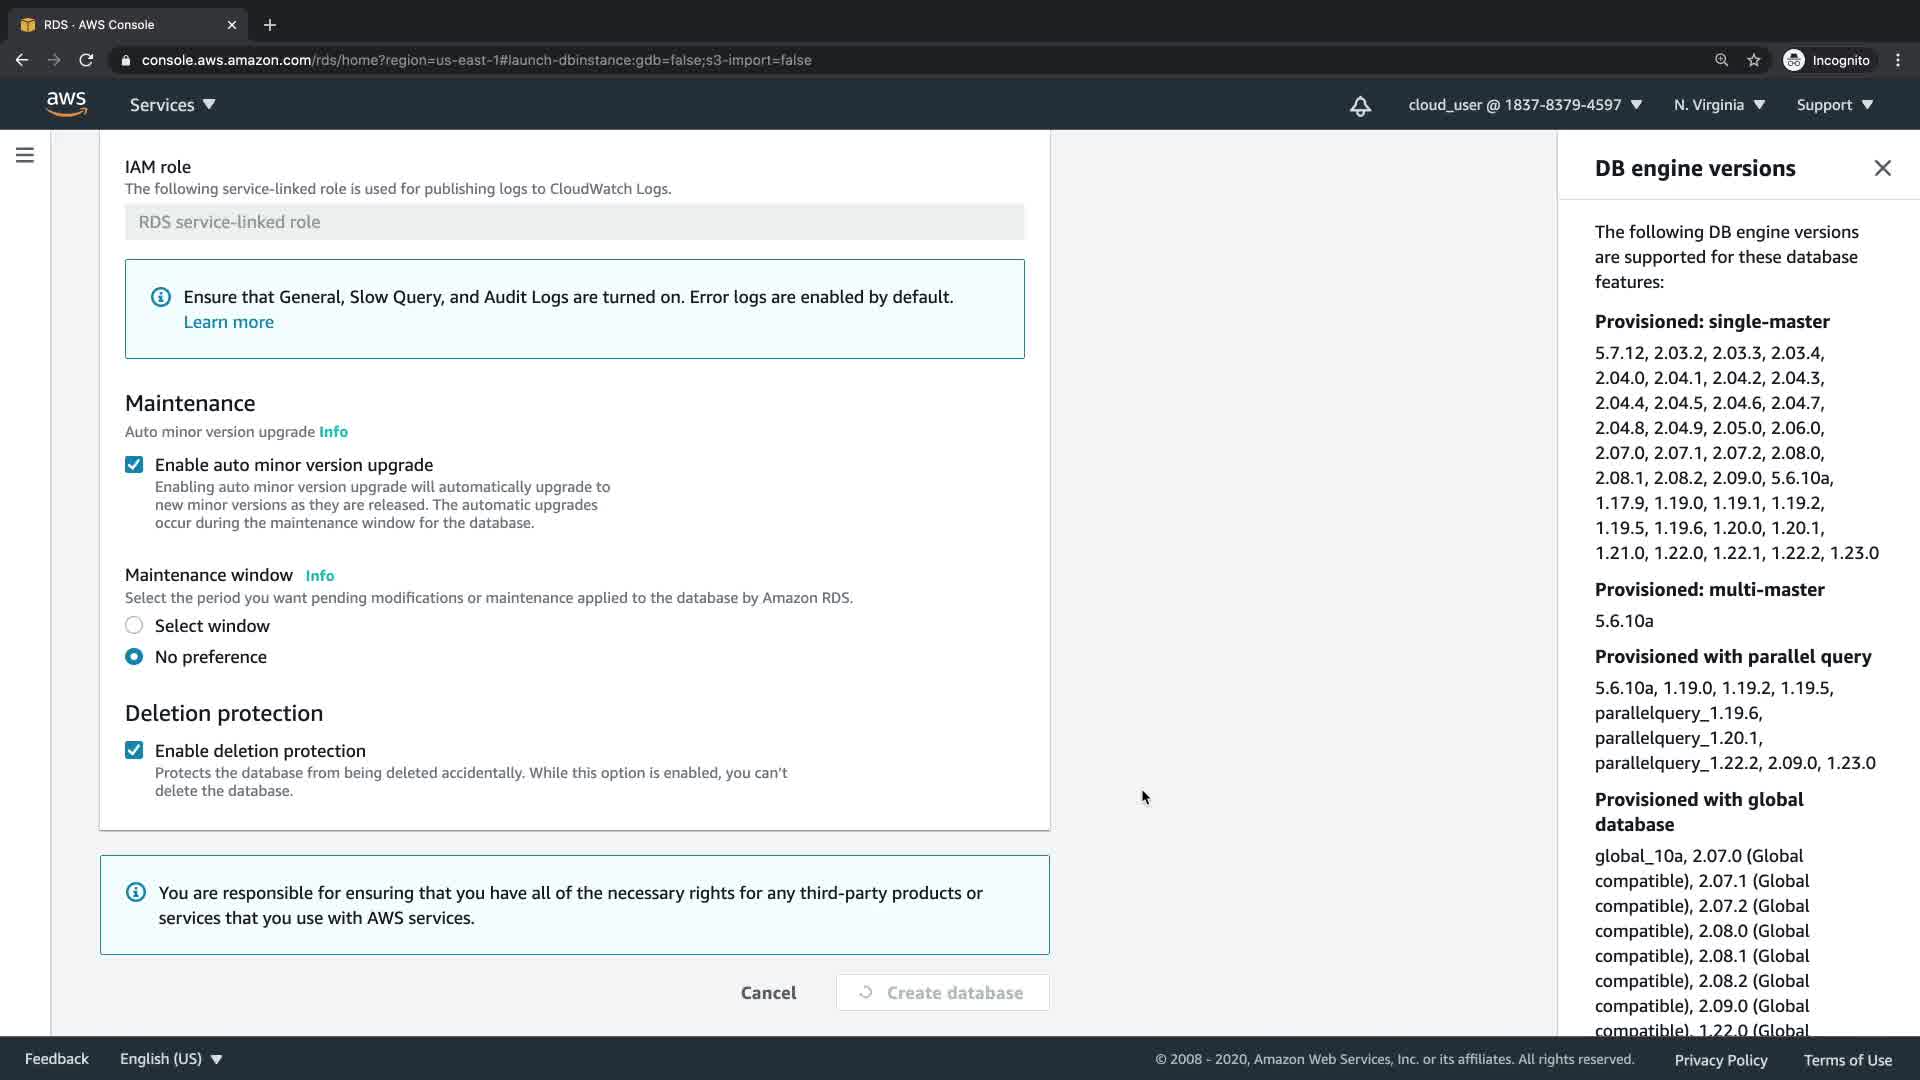 RDS · AWS Console
console.aws.amazon.com/rds/home?region=us-east-1#launch-dbinstance:gdb=false;s3-import=false
Incognito
aws
Services
cloud_user @ 1837-8379-4597
N. Virginia
Support
IAM role
The following service-linked role is used for publishing logs to CloudWatch Logs.
RDS service-linked role
Ensure that General, Slow Query, and Audit Logs are turned on. Error logs are enabled by default.
Learn more
Maintenance
Auto minor version upgrade Info
Enable auto minor version upgrade
Enabling auto minor version upgrade will automatically upgrade to
new minor versions as they are released. The automatic upgrades
occur during the maintenance window for the database.
Maintenance window Info
Select the period you want pending modifications or maintenance applied to the database by Amazon RDS.
Select window
No preference
Deletion protection
Enable deletion protection
Protects the database from being deleted accidentally. While this option is enabled, you can't
delete the database.
You are responsible for ensuring that you have all of the necessary rights for any third-party products or
services that you use with AWS services.
Cancel
Create database
DB engine versions
The following DB engine versions
are supported for these database
features:
Provisioned: single-master
5.7.12, 2.03.2, 2.03.3, 2.03.4,
2.04.0, 2.04.1, 2.04.2, 2.04.3,
2.04.4, 2.04.5, 2.04.6, 2.04.7,
2.04.8, 2.04.9, 2.05.0, 2.06.0,
2.07.0, 2.07.1, 2.07.2, 2.08.0,
2.08.1, 2.08.2, 2.09.0, 5.6.10a,
1.17.9, 1.19.0, 1.19.1, 1.19.2,
1.19.5, 1.19.6, 1.20.0, 1.20.1,
1.21.0, 1.22.0, 1.22.1, 1.22.2, 1.23.0
Provisioned: multi-master
5.6.10a
Provisioned with parallel query
5.6.10a, 1.19.0, 1.19.2, 1.19.5,
parallelquery_1.19.6,
parallelquery_1.20.1,
parallelquery_1.22.2, 2.09.0, 1.23.0
Provisioned with global
database
global_10a, 2.07.0 (Global
compatible), 2.07.1 (Global
compatible), 2.07.2 (Global
compatible), 2.08.0 (Global
compatible), 2.08.1 (Global
compatible), 2.08.2 (Global
compatible), 2.09.0 (Global
compatible), 1.22.0 (Global
Feedback
English (US)
© 2008 - 2020, Amazon Web Services, Inc. or its affiliates. All rights reserved.
Privacy Policy
Terms of Use